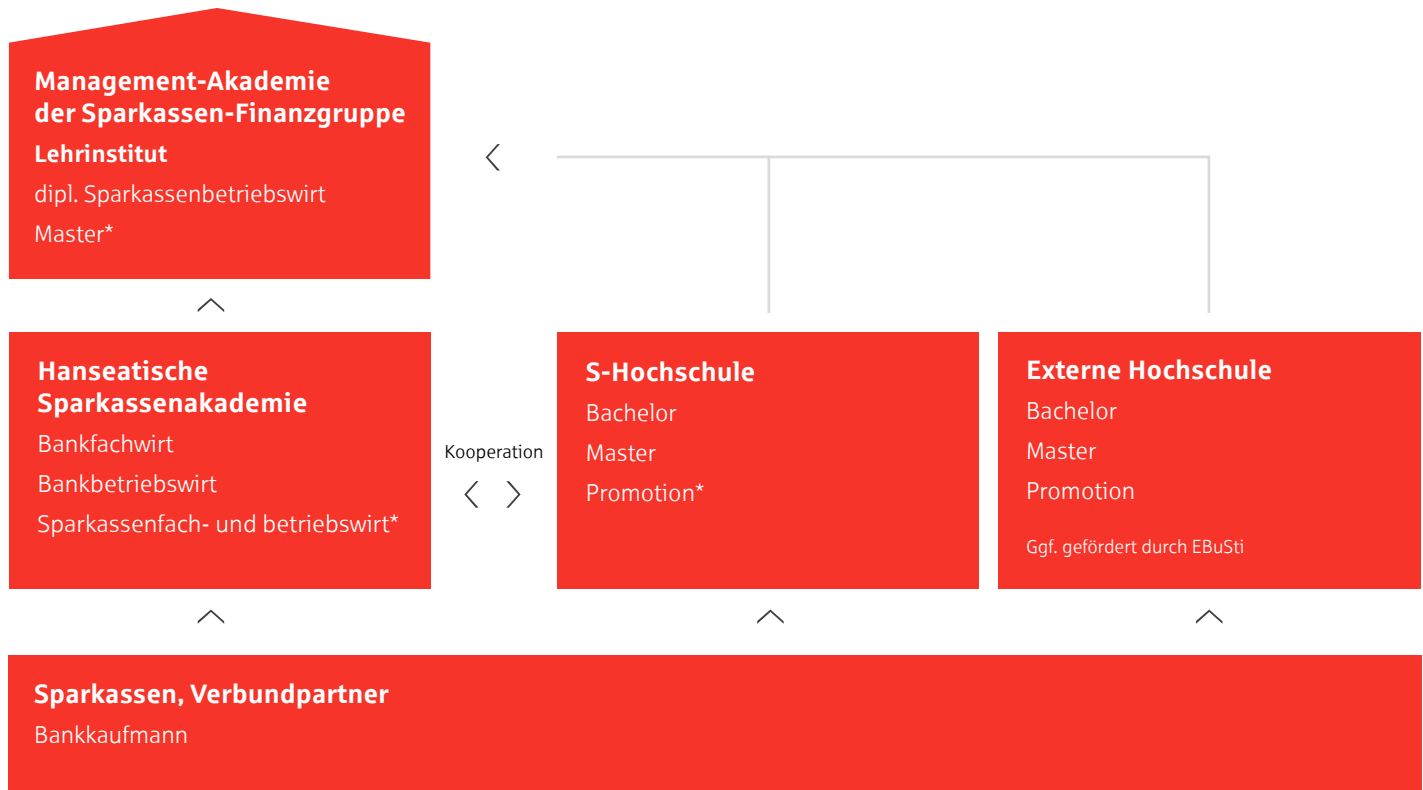 Management-Akademie
der Sparkassen-Finanzgruppe
Lehrinstitut
dipl. Sparkassenbetriebswirt
Master*
Hanseatische
Sparkassenakademie
Bankfachwirt
Bankbetriebswirt
Sparkassenfach- und betriebswirt*
Kooperation
S-Hochschule
Bachelor
Master
Promotion*
Externe Hochschule
Bachelor
Master
Promotion
Ggf. gefördert durch EBuSti
Sparkassen, Verbundpartner
Bankkaufmann